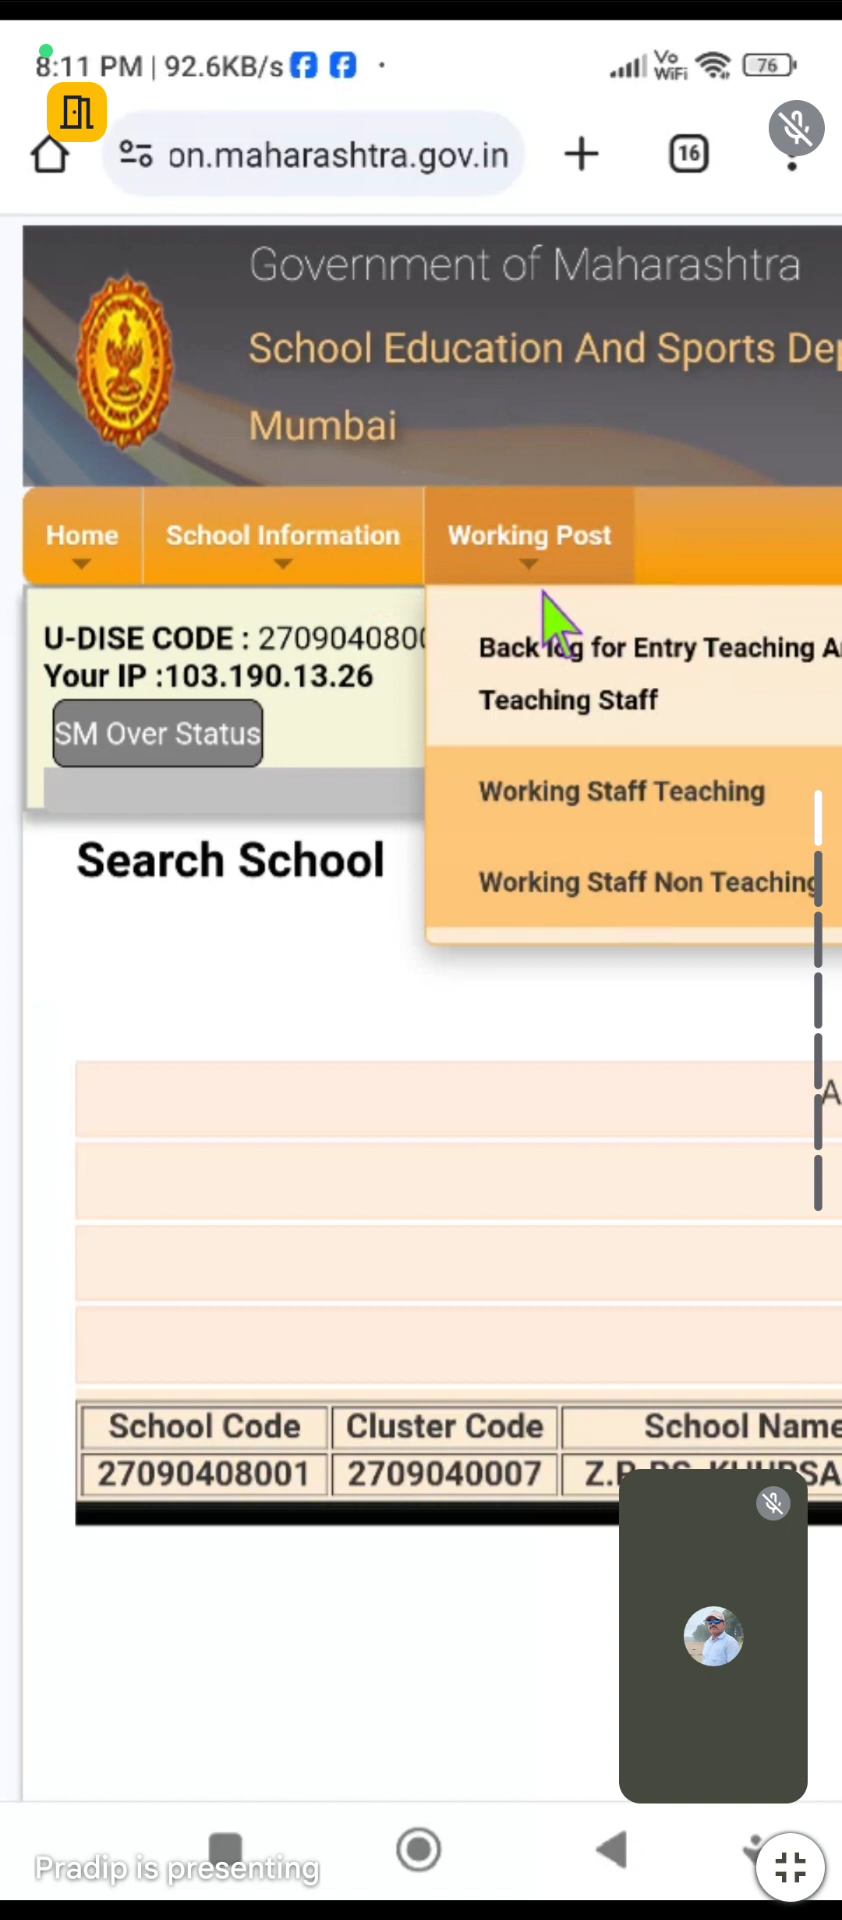 8:11 PM | 92.6KB/s
Vo WiFi 76
on.maharashtra.gov.in
16
Government of Maharashtra
School Education And Sports
Mumbai
Home School Information Working Post
U-DISE CODE :
Your IP :103.190.13.26
SM Over Status
Back log for Entry Teaching
Teaching Staff
Working Staff Teaching
Working Staff Non Teaching
Search School
School Code Cluster Code School Name
27090408001 2709040007
Pradip is presenting